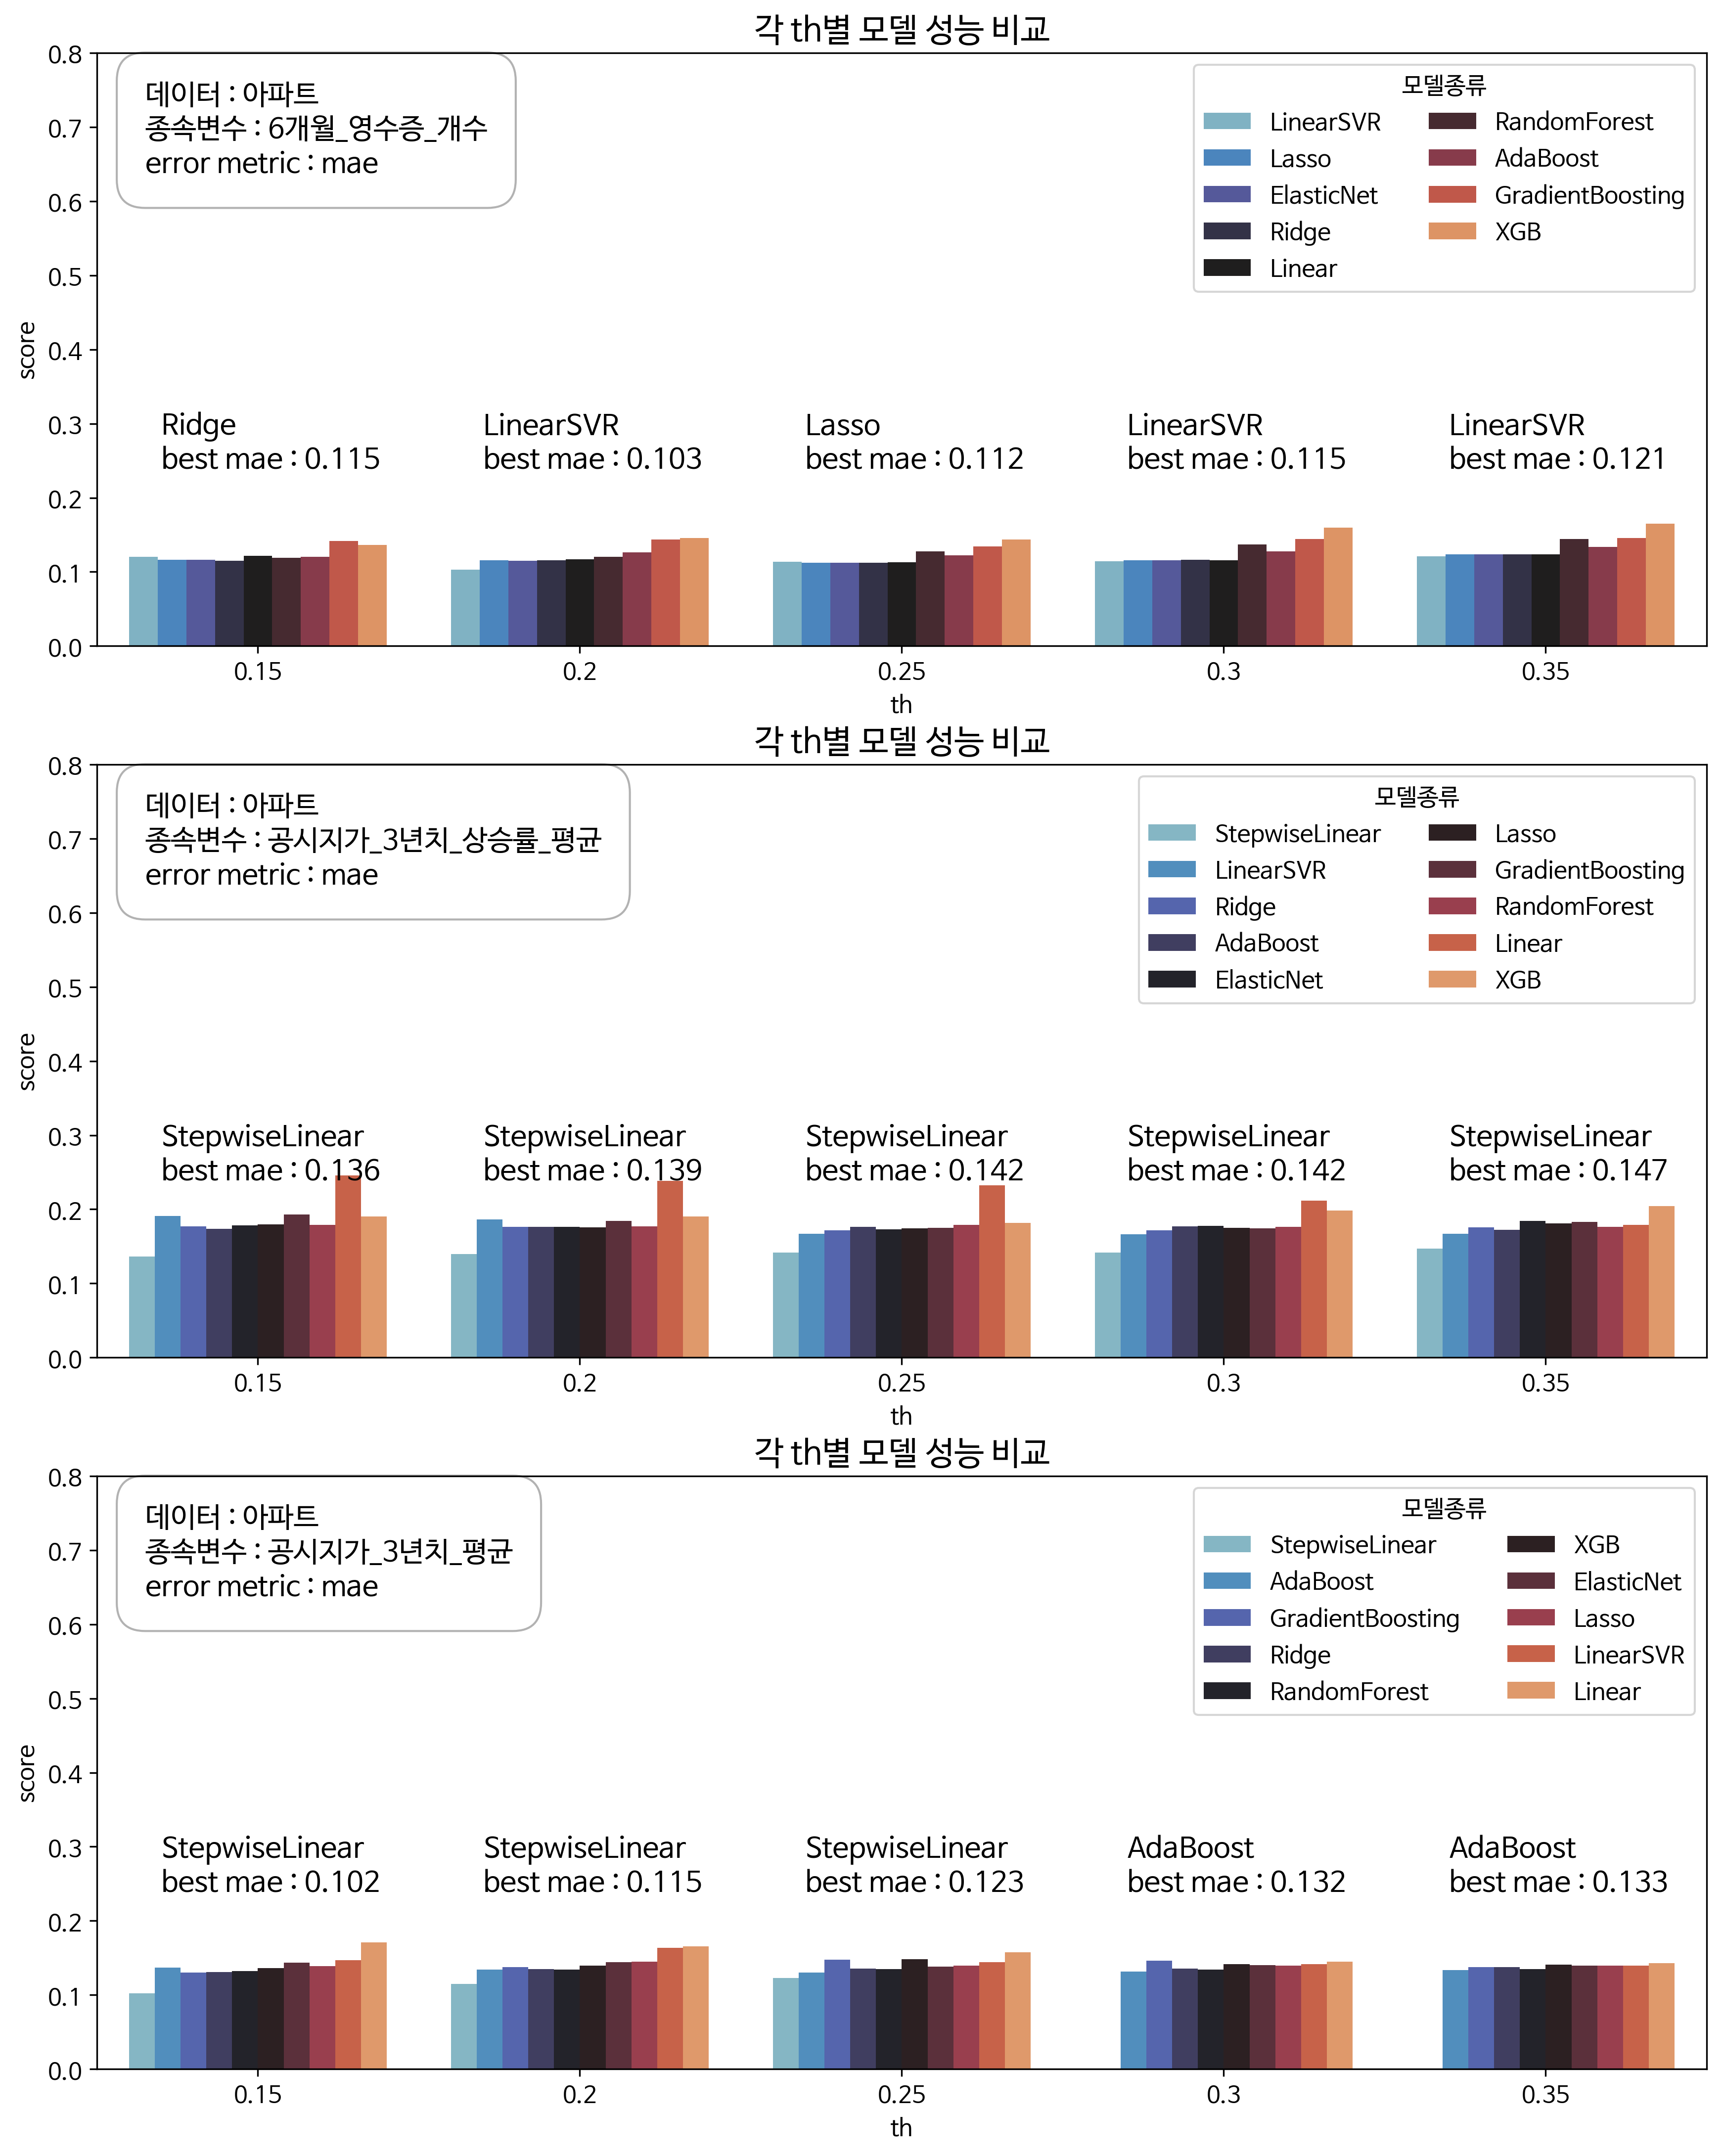 각 th별 모델 성능 비교
데이터 : 아파트
종속변수 : 6개월_영수증_개수
error metric : mae
모델종류
LinearSVR
Lasso
ElasticNet
Ridge
Linear
RandomForest
AdaBoost
GradientBoosting
XGB
0.8
0.7
0.6
0.5
0.4
0.3
0.2
0.1
0.0
score
Ridge
best mae : 0.115
LinearSVR
best mae : 0.103
Lasso
best mae : 0.112
LinearSVR
best mae : 0.115
LinearSVR
best mae : 0.121
0.15
0.2
0.25
0.3
0.35
th
각 th별 모델 성능 비교
데이터 : 아파트
종속변수 : 공시지가_3년치_상승률_평균
error metric : mae
모델종류
StepwiseLinear
LinearSVR
Ridge
AdaBoost
ElasticNet
Lasso
GradientBoosting
RandomForest
Linear
XGB
0.8
0.7
0.6
0.5
0.4
0.3
0.2
0.1
0.0
score
StepwiseLinear
best mae : 0.136
StepwiseLinear
best mae : 0.139
StepwiseLinear
best mae : 0.142
StepwiseLinear
best mae : 0.142
StepwiseLinear
best mae : 0.147
0.15
0.2
0.25
0.3
0.35
th
각 th별 모델 성능 비교
데이터 : 아파트
종속변수 : 공시지가_3년치_평균
error metric : mae
모델종류
StepwiseLinear
AdaBoost
GradientBoosting
Ridge
RandomForest
XGB
ElasticNet
Lasso
LinearSVR
Linear
0.8
0.7
0.6
0.5
0.4
0.3
0.2
0.1
0.0
score
StepwiseLinear
best mae : 0.102
StepwiseLinear
best mae : 0.115
StepwiseLinear
best mae : 0.123
AdaBoost
best mae : 0.132
AdaBoost
best mae : 0.133
0.15
0.2
0.25
0.3
0.35
th